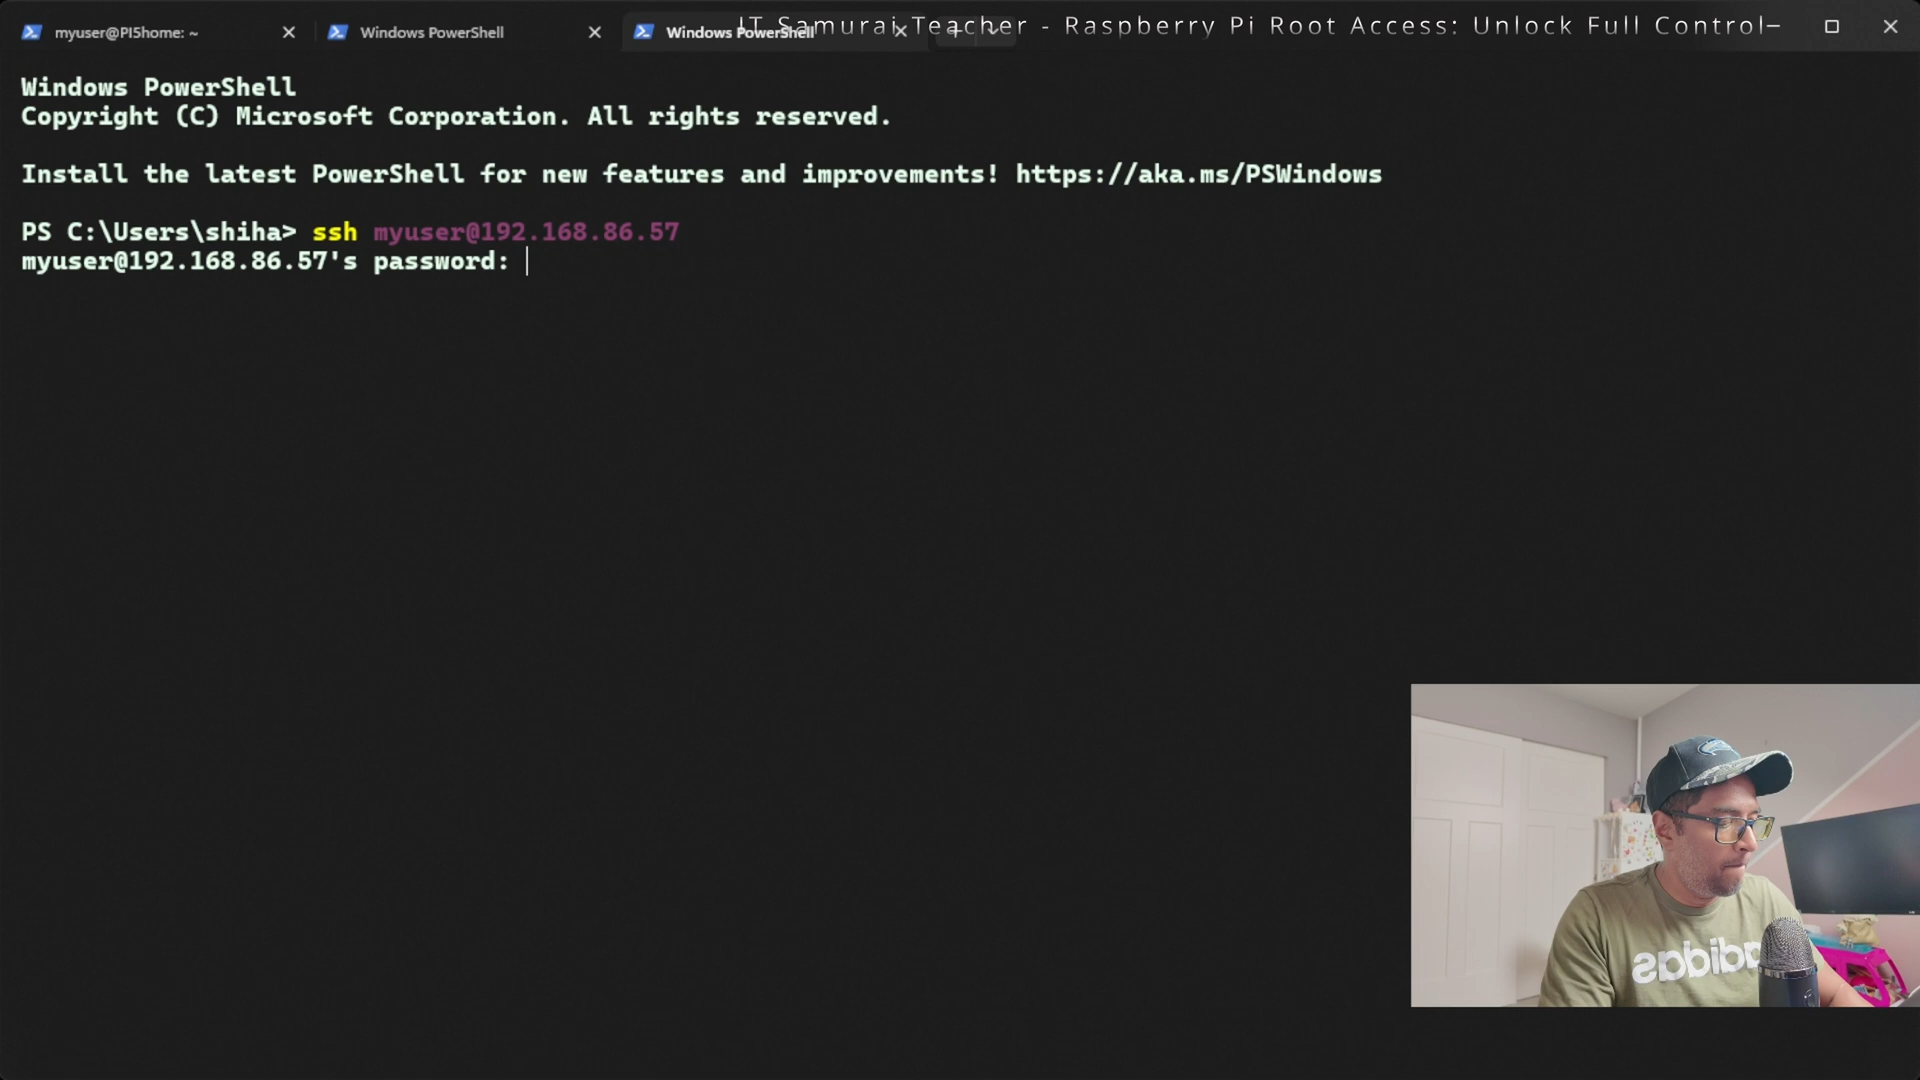 myuser@PI5home: ~
Windows PowerShell
Windows PowerShell
IT Samurai Teacher - Raspberry Pi Root Access: Unlock Full Control
Windows PowerShell
Copyright (C) Microsoft Corporation. All rights reserved.
Install the latest PowerShell for new features and improvements! https://aka.ms/PSWindows
PS C:\Users\shiha> ssh myuser@192.168.86.57
myuser@192.168.86.57's password:
adidas